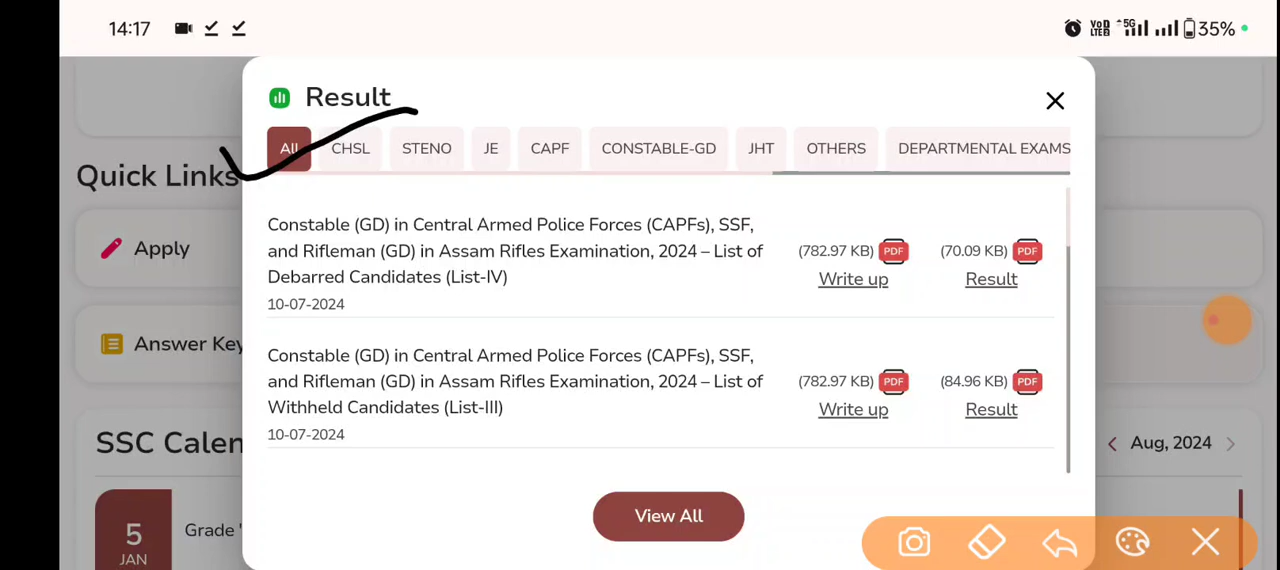 14:17
VoD LTE2 5G 35%
Result
All CHSL STENO JE CAPF CONSTABLE-GD JHT OTHERS DEPARTMENTAL EXAMS
Quick Links
Constable (GD) in Central Armed Police Forces (CAPFs), SSF,
and Rifleman (GD) in Assam Rifles Examination, 2024 – List of
Debarred Candidates (List-IV)
10-07-2024
(782.97 KB) PDF (70.09 KB) PDF
Write up Result
Apply
Constable (GD) in Central Armed Police Forces (CAPFs), SSF,
and Rifleman (GD) in Assam Rifles Examination, 2024 – List of
Withheld Candidates (List-III)
10-07-2024
(782.97 KB) PDF (84.96 KB) PDF
Write up Result
Answer Key
SSC Calen
Aug, 2024
View All
5
JAN
Grade '